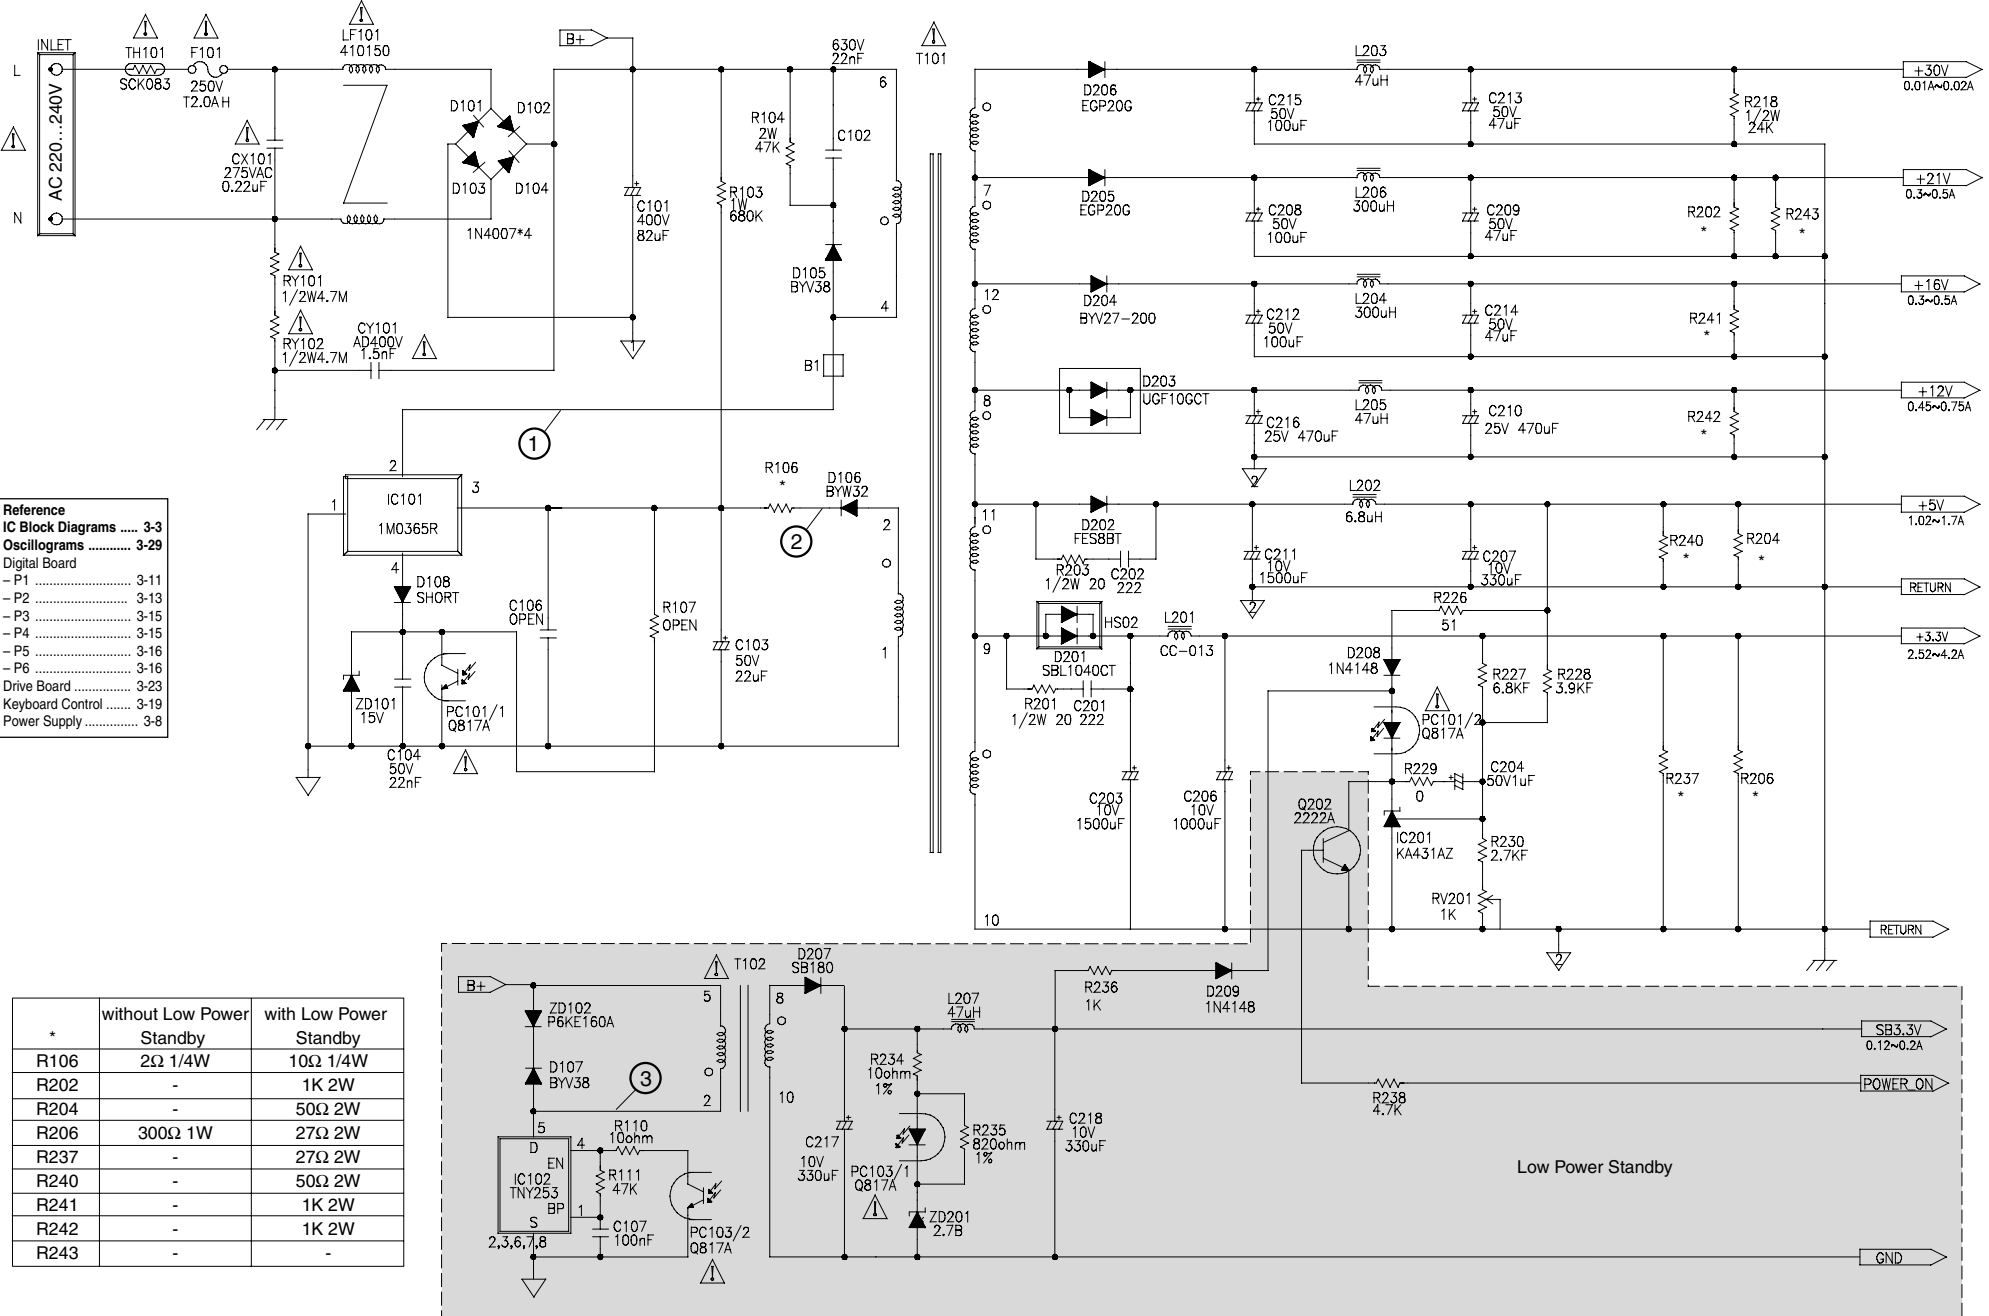 INLET
L
N
AC 220...240V
TH101
SCK083
F101
250V
T2.0AH
LF101
410150
CX101
275VAC
0.22uF
RY101
1/2W4.7M
RY102
1/2W4.7M
CY101
AD400V
1.5nF
D101
D102
D103
D104
1N4007*4
B+
C101
400V
82uF
R103
1W
680K
R104
2W
47K
630V
22nF
C102
D105
BYV38
B1
T101
6
4
1
2
IC101
1M0365R
1
3
4
R106
*
D106
BYW32
2
2
1
D108
SHORT
ZD101
15V
C104
50V
22nF
PC101/1
Q817A
C106
OPEN
R107
OPEN
C103
50V
22uF
Reference
IC Block Diagrams ..... 3-3
Oscillograms ............ 3-29
Digital Board
– P1 ........................... 3-11
– P2 ........................... 3-13
– P3 ........................... 3-15
– P4 ........................... 3-15
– P5 ........................... 3-16
– P6 ........................... 3-16
Drive Board ............... 3-23
Keyboard Control ....... 3-19
Power Supply .............. 3-8
D206
EGP20G
C215
50V
100uF
L203
47uH
C213
50V
47uF
R218
1/2W
24K
+30V
0.01A~0.02A
7
D205
EGP20G
C208
50V
100uF
L206
300uH
C209
50V
47uF
R202
*
R243
*
+21V
0.3~0.5A
12
D204
BYV27-200
C212
50V
100uF
L204
300uH
C214
50V
47uF
R241
*
+16V
0.3~0.5A
8
D203
UGF10GCT
C216
25V 470uF
L205
47uH
C210
25V 470uF
R242
*
+12V
0.45~0.75A
2
11
D202
FES8BT
R203
1/2W 20
C202
222
C211
10V
1500uF
L202
6.8uH
C207
10V
330uF
R240
*
R204
*
+5V
1.02~1.7A
2
RETURN
9
HS02
D201
SBL1040CT
R201
1/2W 20
C201
222
L201
CC-013
R226
51
D208
1N4148
R227
6.8KF
R228
3.9KF
+3.3V
2.52~4.2A
PC101/2
Q817A
R229
0
C204
50V1uF
R237
*
R206
*
C203
10V
1500uF
C206
10V
1000uF
Q202
2222A
IC201
KA431AZ
R230
2.7KF
RV201
1K
10
2
RETURN
B+
ZD102
P6KE160A
D107
BYV38
3
T102
5
2
8
10
D207
SB180
R236
1K
D209
1N4148
L207
47uH
SB3.3V
0.12~0.2A
R234
10ohm
1%
POWER_ON
R238
4.7K
R235
820ohm
1%
C217
10V
330uF
PC103/1
Q817A
ZD201
2.7B
C218
10V
330uF
5
D
EN
IC102
TNY253
BP
S
4
1
2,3,6,7,8
R110
10ohm
R111
47K
C107
100nF
PC103/2
Q817A
Low Power Standby
GND
* without Low Power Standby with Low Power Standby
R106 2Ω 1/4W 10Ω 1/4W
R202 - 1K 2W
R204 - 50Ω 2W
R206 300Ω 1W 27Ω 2W
R237 - 27Ω 2W
R240 - 50Ω 2W
R241 - 1K 2W
R242 - 1K 2W
R243 - -